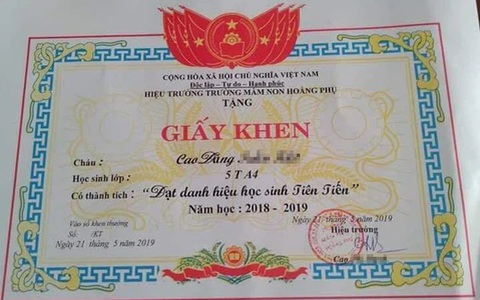 CỘNG HÒA XÃ HỘI CHỦ NGHĨA VIỆT NAM
Độc lập - Tự do - Hạnh phúc
HIỆU TRƯỞNG TRƯỜNG MẦM NON HOẰNG PHỤ
TẶNG
GIẤY KHEN
Cháu: Cao Đăng
Học sinh lớp: 5 T A4
Có thành tích: "Đạt danh hiệu học sinh Tiên Tiến"
Năm học: 2018 - 2019
Vào sổ khen thưởng
Số: /KT
Ngày 21 tháng 5 năm 2019
Ngày 21 tháng 5 năm 2019
Hiệu trưởng
Cao